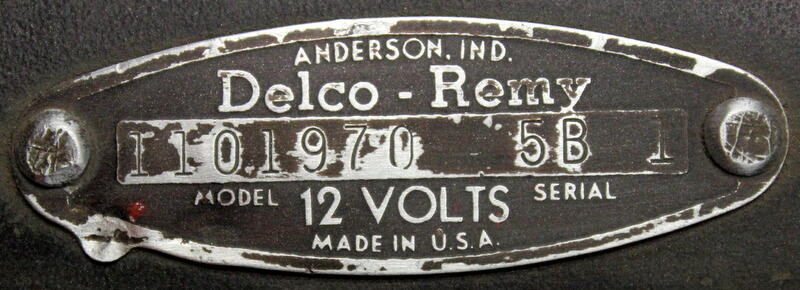 ANDERSON, IND.
Delco-Remy
1101970 5B 1
MODEL 12 VOLTS SERIAL
MADE IN U.S.A.